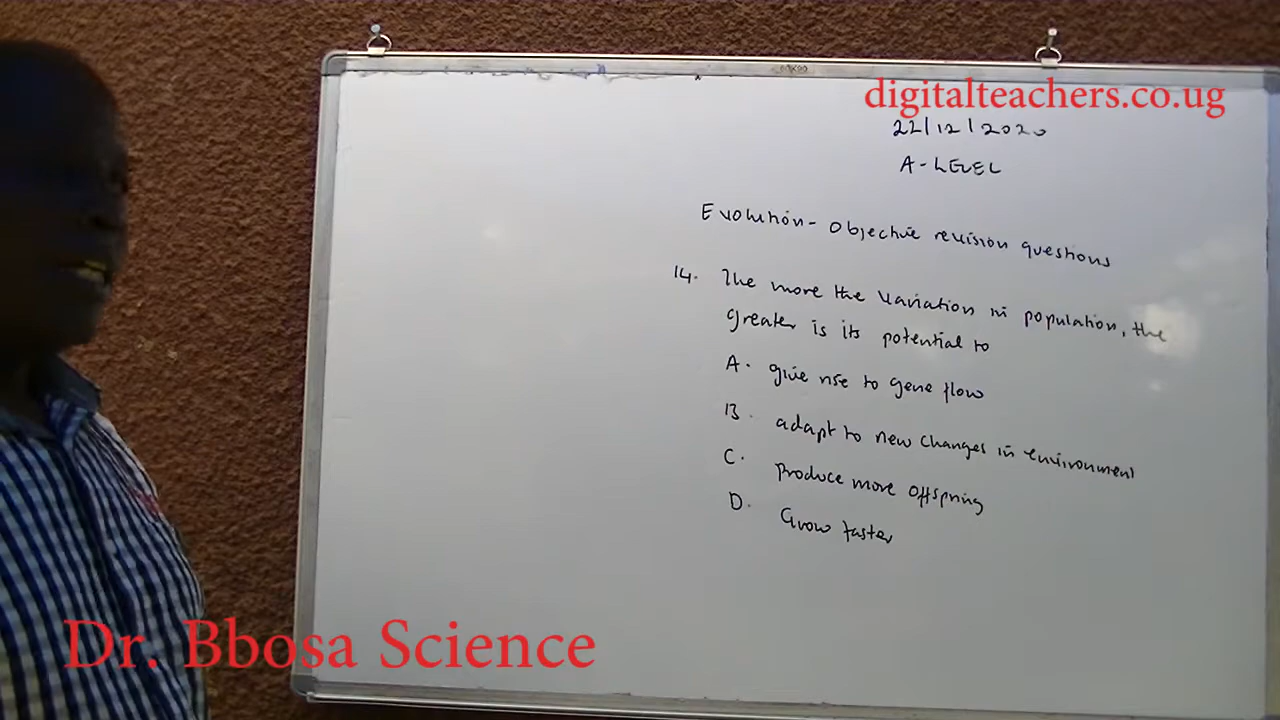 digitalteachers.co.ug
22/12/2020
A-LEVEL
Evolution- Objective revision questions
14. The more the variation in population, the
greater is its potential to
A. give rise to gene flow
B. adapt to new changes in environment
C. Produce more offspring
D. Grow faster
Dr. Bbosa Science